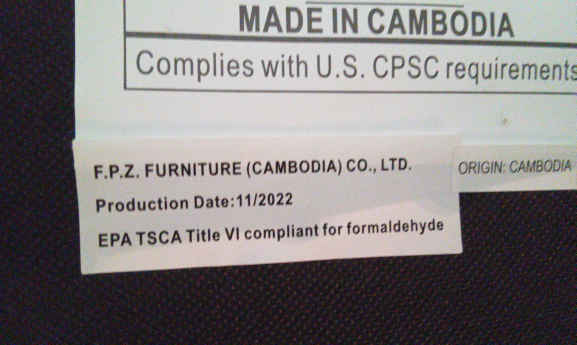 MADE IN CAMBODIA
Complies with U.S. CPSC requirements
F.P.Z. FURNITURE (CAMBODIA) CO., LTD.
ORIGIN: CAMBODIA
Production Date:11/2022
EPA TSCA Title VI compliant for formaldehyde